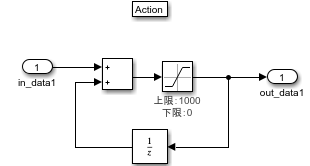 Action
1
in_data1
+
+
上限:1000
下限:0
1
out_data1
1
z